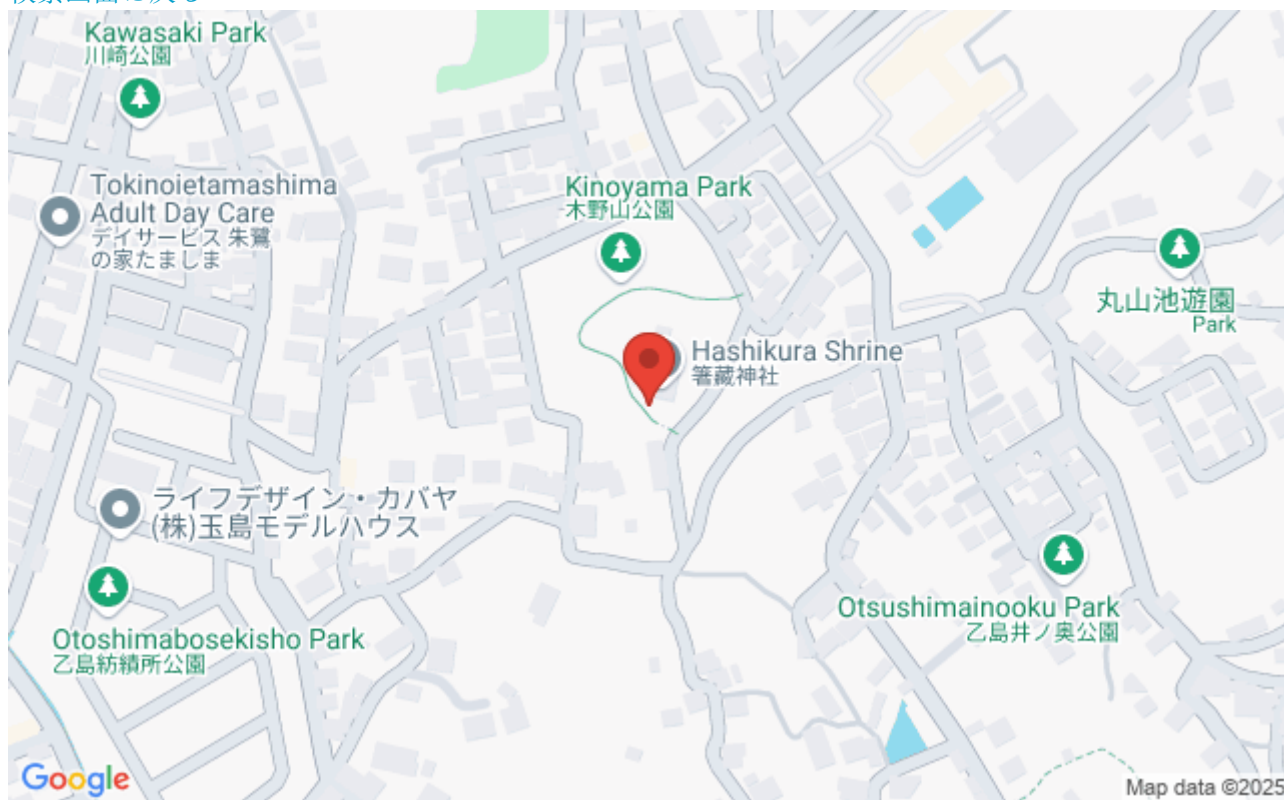 Kawasaki Park
川崎公園
Tokinoietamashima
Adult Day Care
デイサービス 朱鷺
の家たましま
Kinoyama Park
木野山公園
丸山池遊園
Park
Hashikura Shrine
箸藏神社
ライフデザイン・カバヤ
(株)玉島モデルハウス
Otoshimabosekisho Park
乙島紡績所公園
Otsushimainooku Park
乙島井ノ奥公園
Google
Map data ©2025